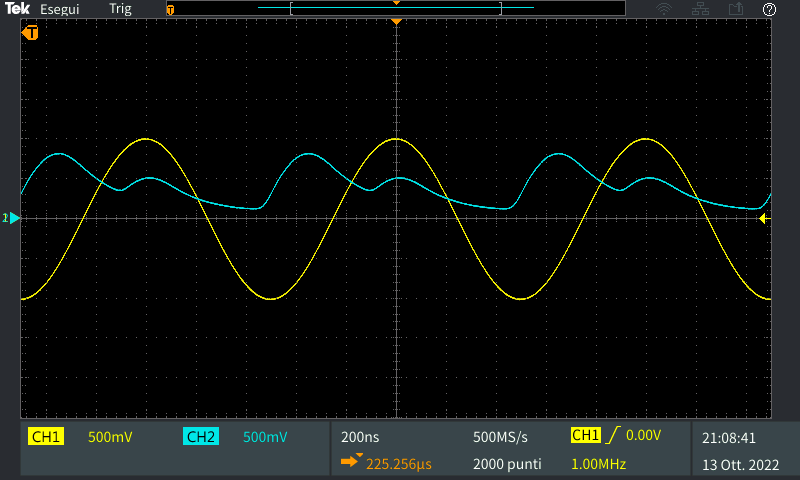 Tek Esegui Trig
T
?
T
1
CH1 500mV CH2 500mV 200ns 500MS/s CH1 0.00V 21:08:41
225.256µs 2000 punti 1.00MHz 13 Ott. 2022